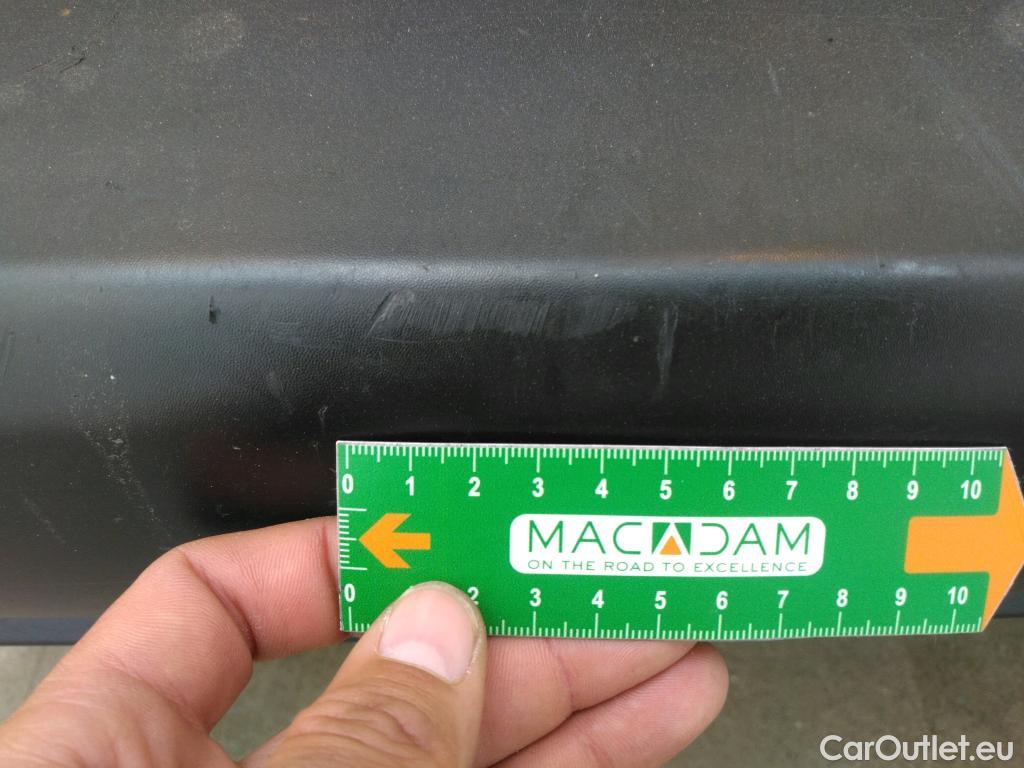 0 1 2 3 4 5 6 7 8 9 10
MACADAM
ON THE ROAD TO EXCELLENCE
0 1 2 3 4 5 6 7 8 9 10
CarOutlet.eu